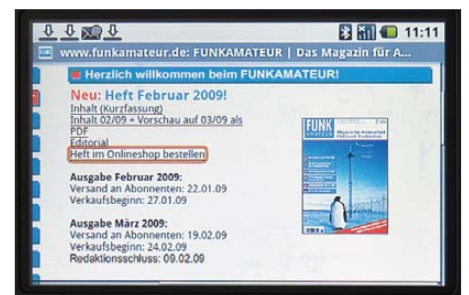 11:11
www.funkamateur.de: FUNKAMATEUR | Das Magazin für A...
Herzlich willkommen beim FUNKAMATEUR!
Neu: Heft Februar 2009!
Inhalt (Kurzfassung)
Inhalt 02/09 + Vorschau auf 03/09 als
PDF
Editorial
Heft im Onlineshop bestellen
FUNK
AMATEUR
Ausgabe Februar 2009:
Versand an Abonnenten: 22.01.09
Verkaufsbeginn: 27.01.09
Ausgabe März 2009:
Versand an Abonnenten: 19.02.09
Verkaufsbeginn: 24.02.09
Redaktionsschluss: 09.02.09